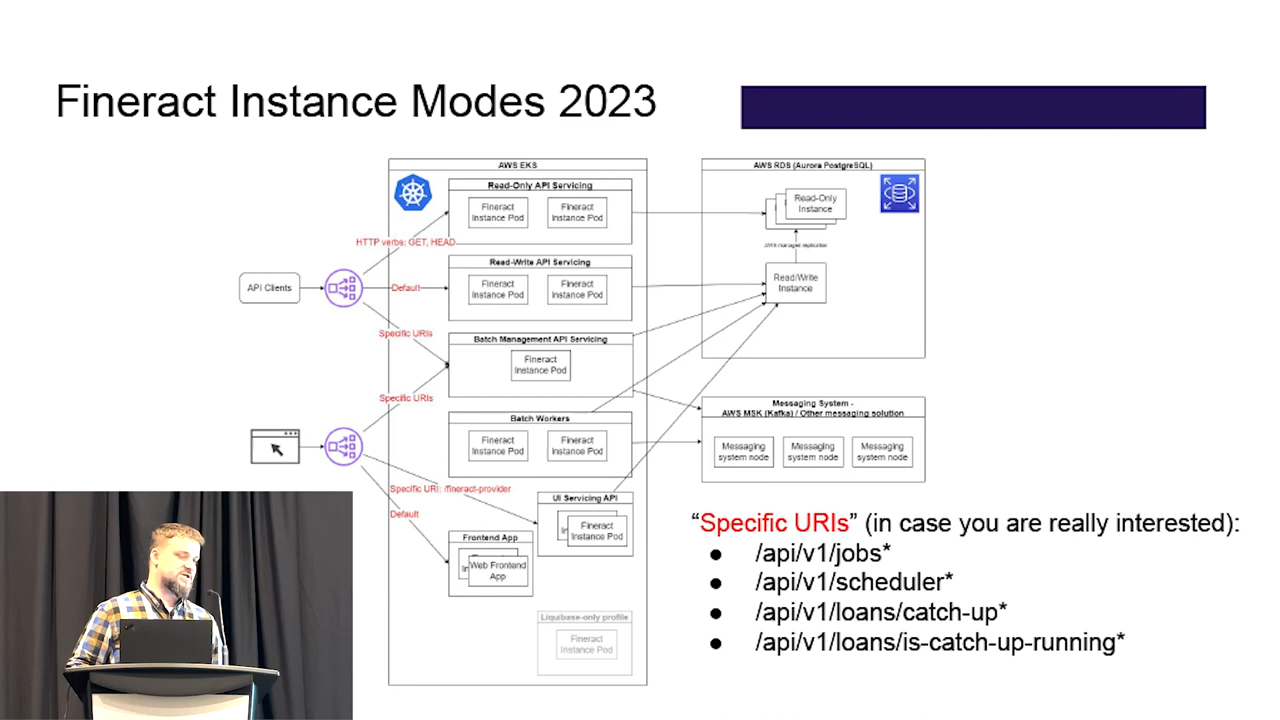 Fineract Instance Modes 2023
AWS EKS
Read-Only API Servicing
Fineract
Instance Pod
Fineract
Instance Pod
HTTP verbs: GET, HEAD
Read-Write API Servicing
Fineract
Instance Pod
Fineract
Instance Pod
API Clients
Default
Specific URIs
Batch Management API Servicing
Fineract
Instance Pod
Specific URIs
Batch Workers
Fineract
Instance Pod
Fineract
Instance Pod
Specific URI: /fineract-provider
Default
UI Servicing API
Fineract
Instance Pod
Frontend App
Web Frontend
App
Liquibase-only profile
Fineract
Instance Pod
AWS RDS (Aurora PostgreSQL)
Read-Only
Instance
AWS managed replication
Read/Write
Instance
Messaging System -
AWS MSK (Kafka) / Other messaging solution
Messaging
system node
Messaging
system node
Messaging
system node
“Specific URIs” (in case you are really interested):
● /api/v1/jobs*
● /api/v1/scheduler*
● /api/v1/loans/catch-up*
● /api/v1/loans/is-catch-up-running*